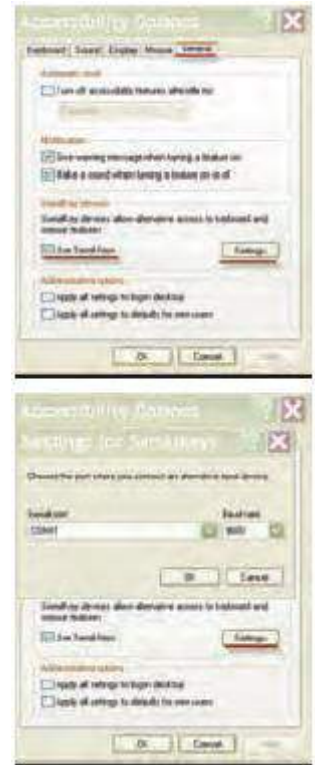 Accessibility Options
Keyboard Sound Display Mouse General
Automatic reset
Turn off accessibility features after idle for:
Notification
Give warning message when turning a feature on
Make a sound when turning a feature on or off
SerialKey devices
SerialKey devices allow alternative access to keyboard and
mouse features
Use Serial Keys
Settings
Administrative options
Apply all settings to logon desktop
Apply all settings to defaults for new users
OK Cancel
Accessibility Options
Settings for SerialKeys
Choose the port where you connect an alternative input device.
Serial port Baud rate
COM1 9600
OK Cancel
SerialKey devices allow alternative access to keyboard and
mouse features
Use Serial Keys
Settings
Administrative options
Apply all settings to logon desktop
Apply all settings to defaults for new users
OK Cancel